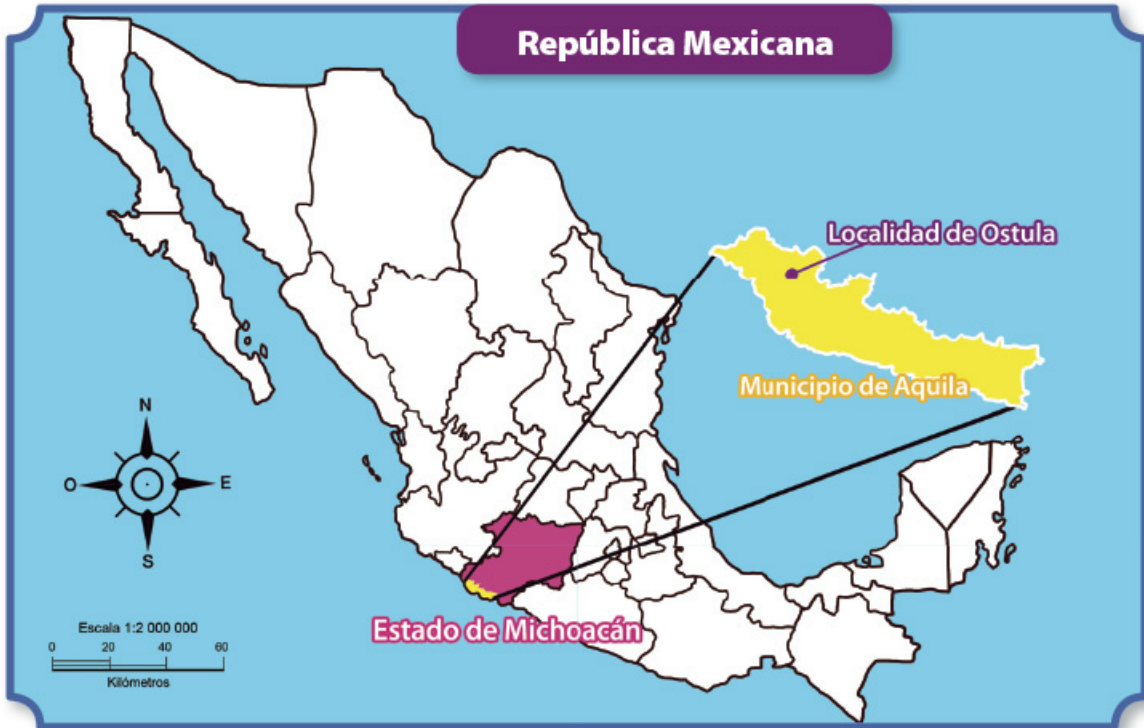 República Mexicana
Localidad de Ostula
Municipio de Aquila
N
O
E
S
Estado de Michoacán
Escala 1:2 000 000
0 20 40 60
Kilómetros